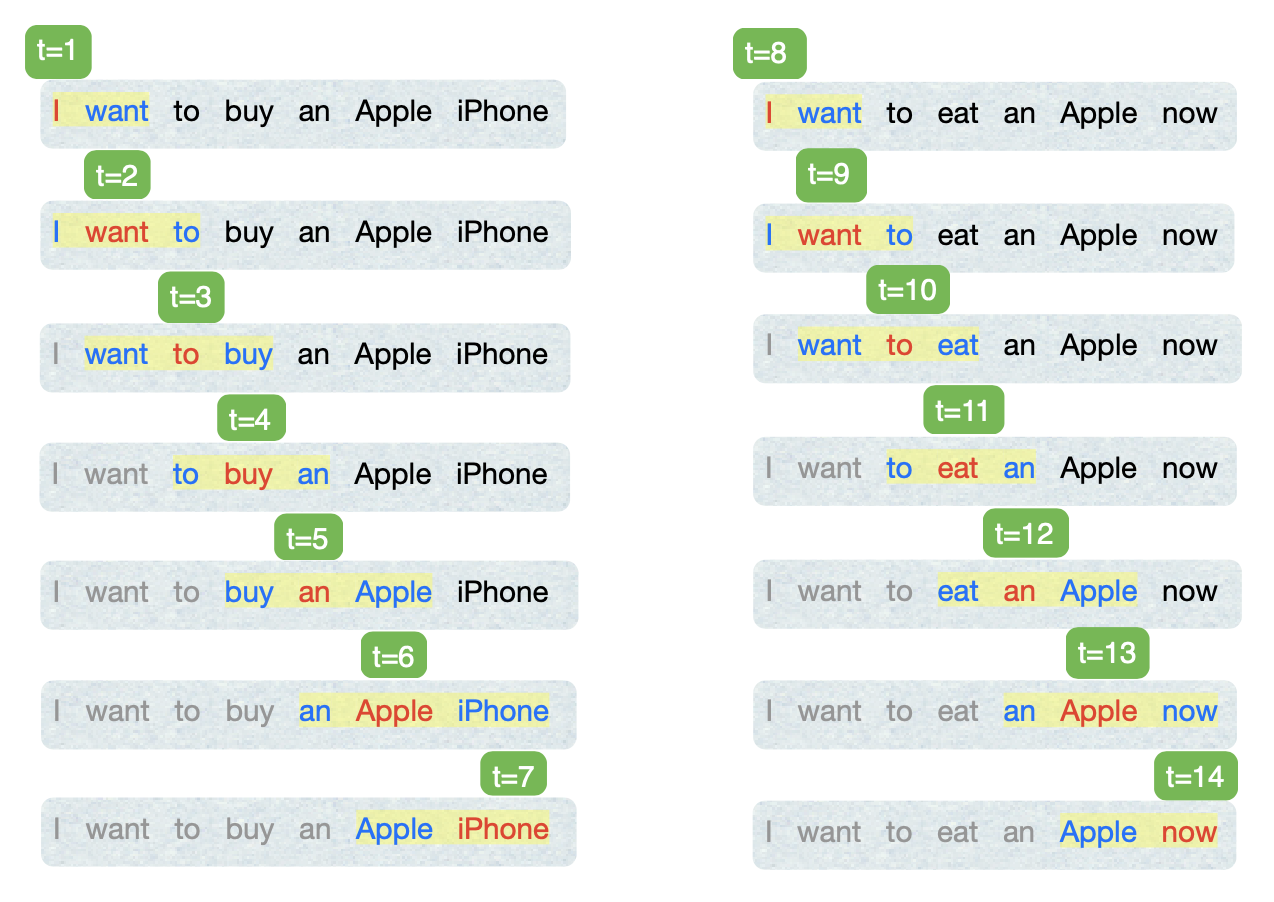 t=1
I want to buy an Apple iPhone
t=2
I want to buy an Apple iPhone
t=3
I want to buy an Apple iPhone
t=4
I want to buy an Apple iPhone
t=5
I want to buy an Apple iPhone
t=6
I want to buy an Apple iPhone
t=7
I want to buy an Apple iPhone
t=8
I want to eat an Apple now
t=9
I want to eat an Apple now
t=10
I want to eat an Apple now
t=11
I want to eat an Apple now
t=12
I want to eat an Apple now
t=13
I want to eat an Apple now
t=14
I want to eat an Apple now